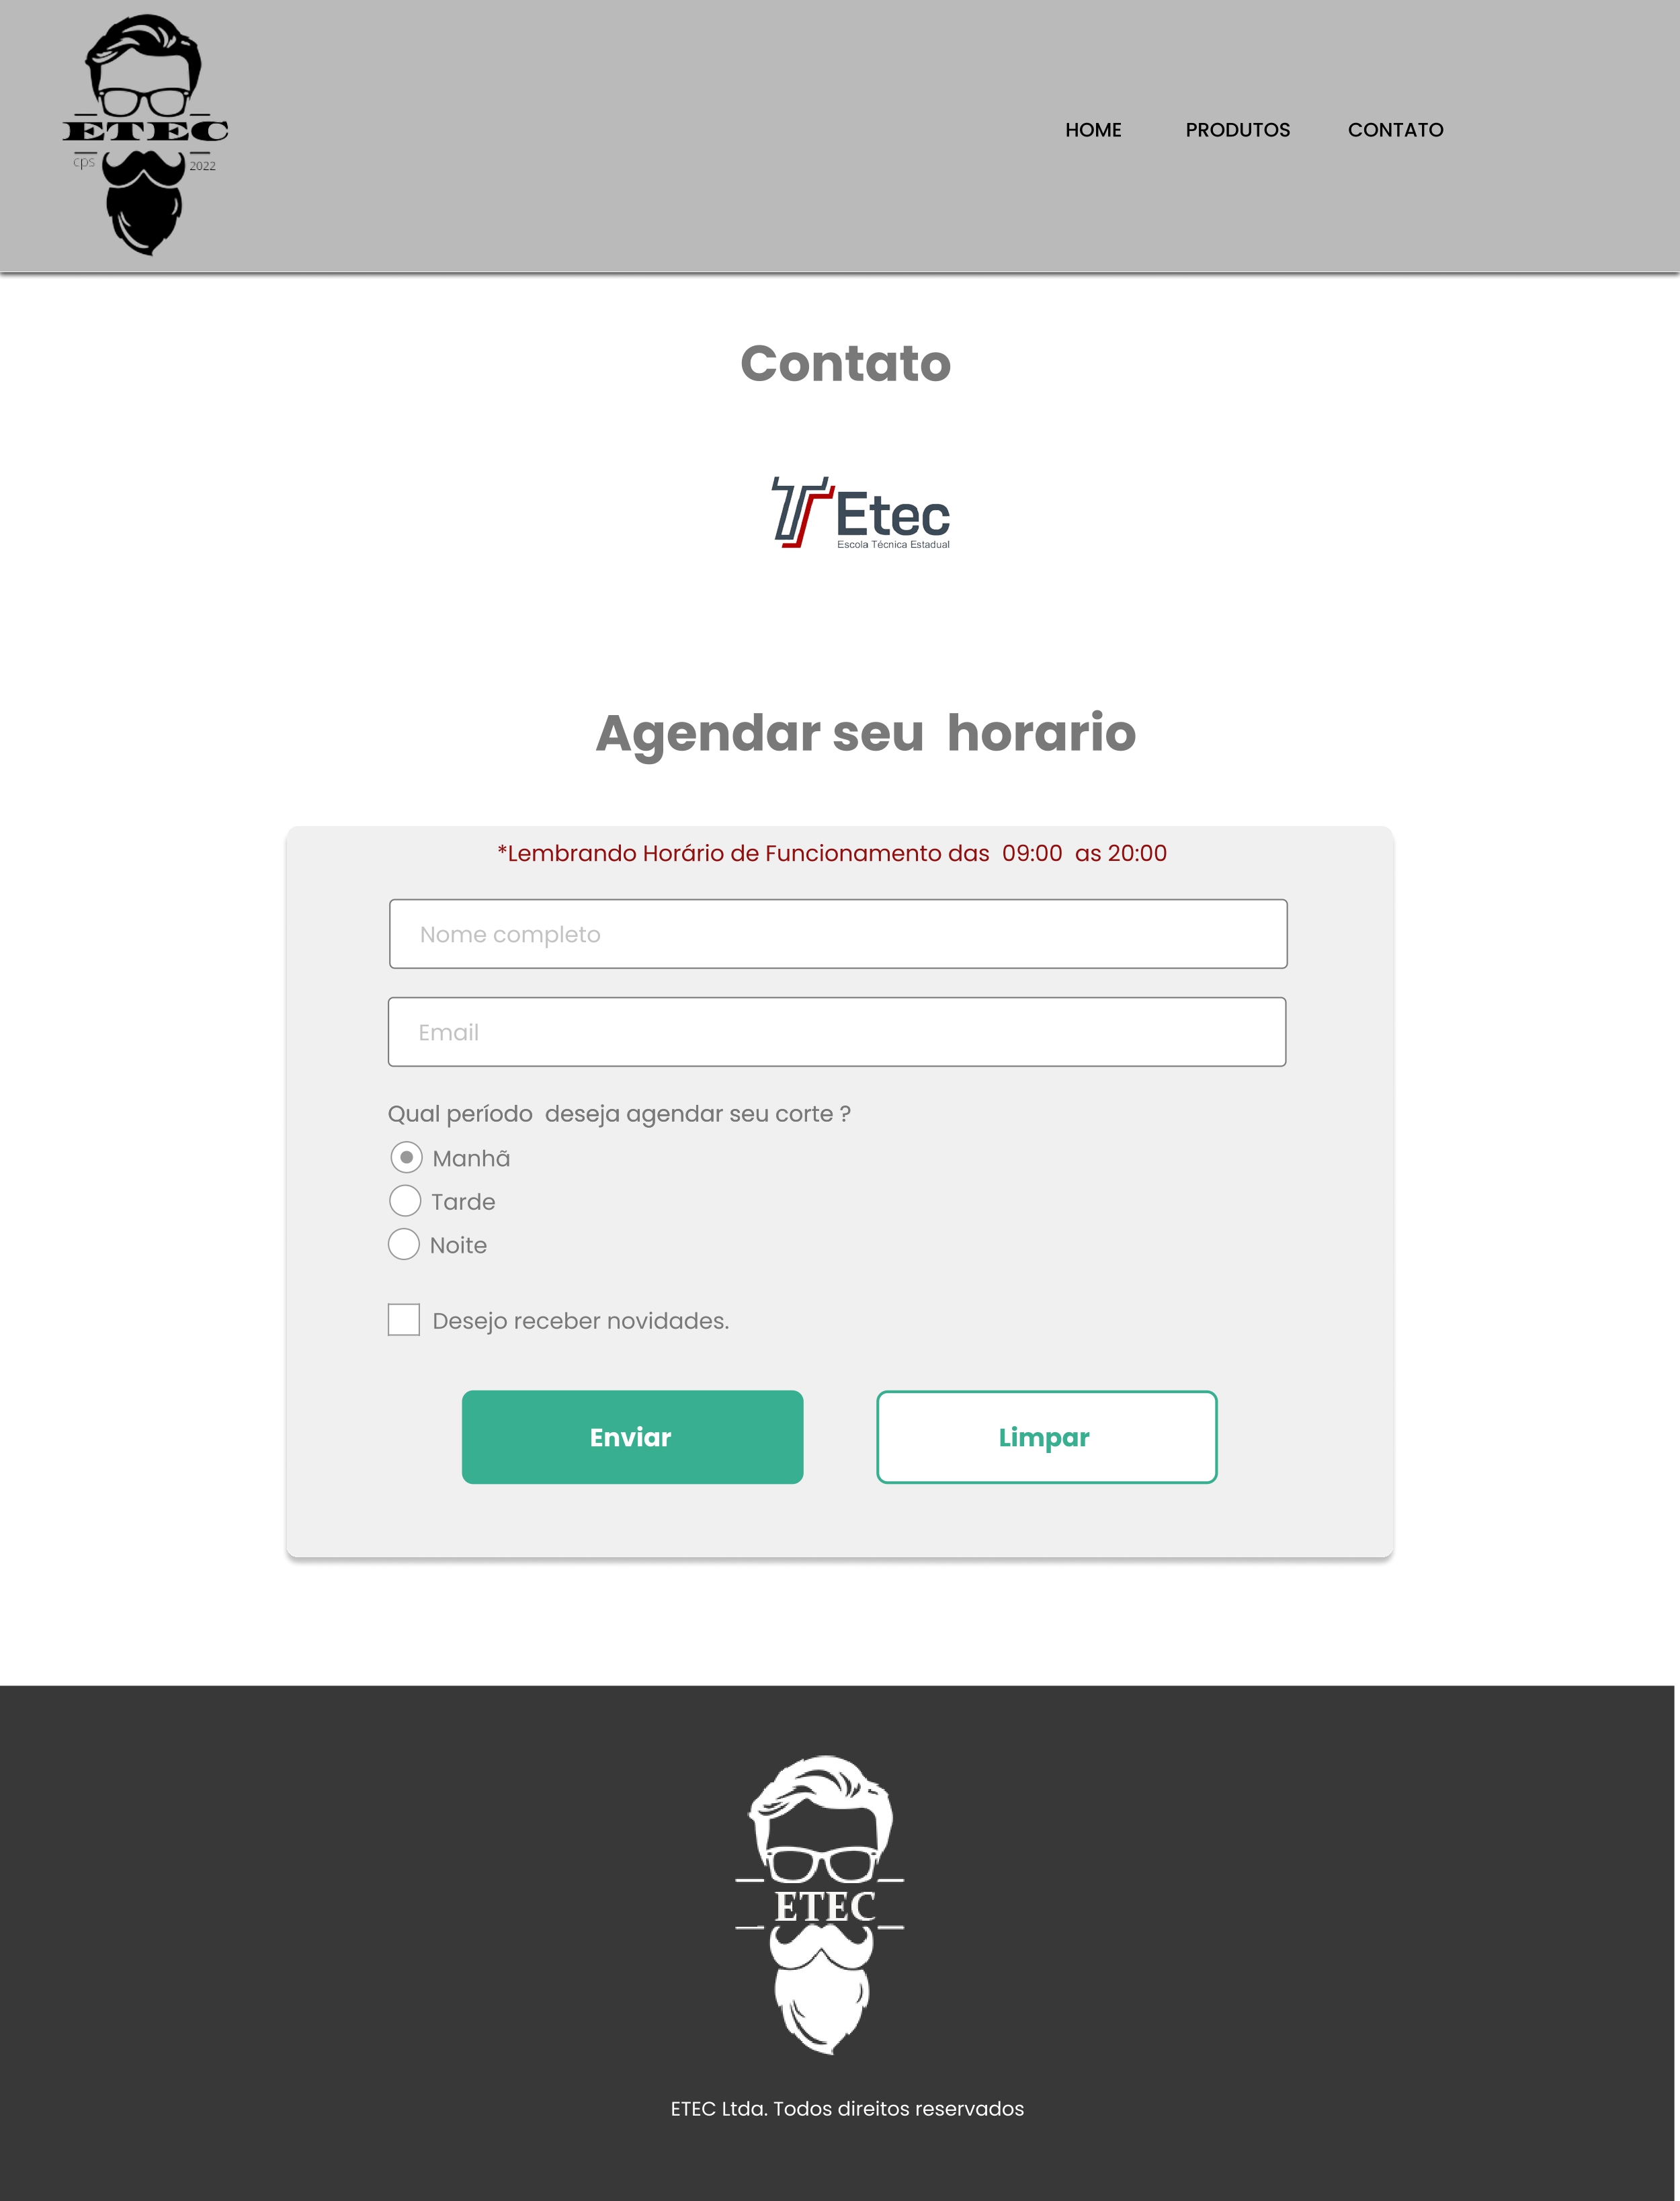 ETEC
cps 2022
HOME PRODUTOS CONTATO
Contato
Etec
Escola Técnica Estadual
Agendar seu horario
*Lembrando Horário de Funcionamento das 09:00 as 20:00
Nome completo
Email
Qual período deseja agendar seu corte ?
Manhã
Tarde
Noite
Desejo receber novidades.
Enviar Limpar
ETEC
ETEC Ltda. Todos direitos reservados